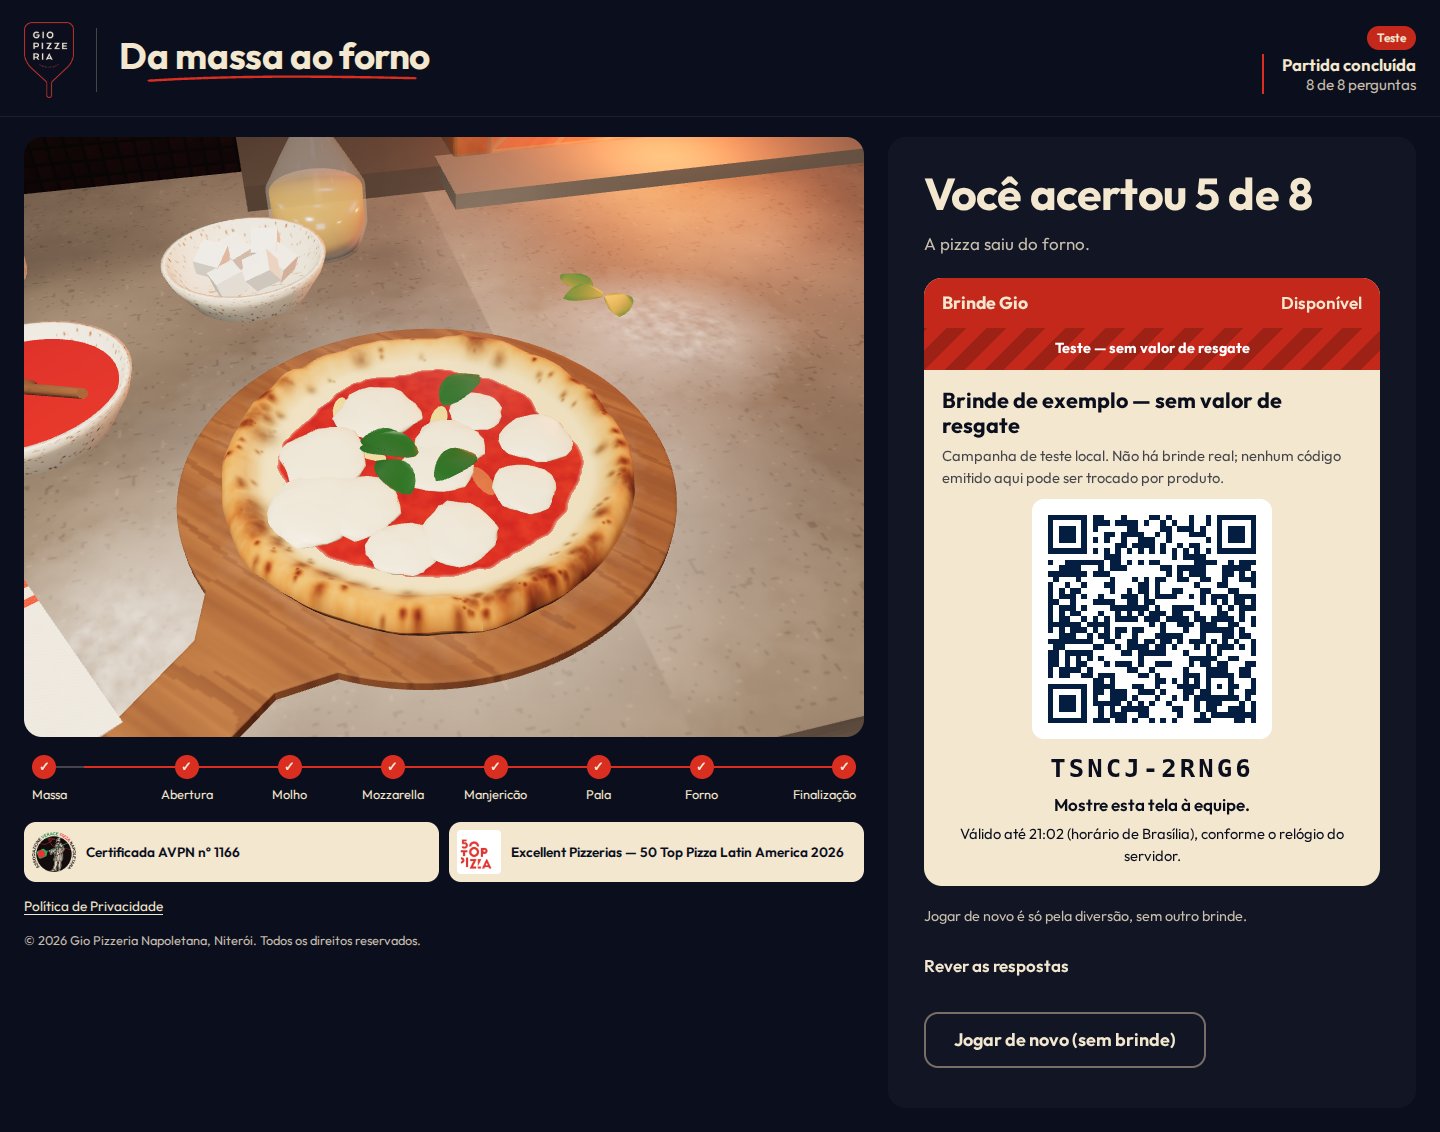 GIO
PIZZE
RIA
Da massa ao forno
Teste
Partida concluída
8 de 8 perguntas
Massa
Abertura
Molho
Mozzarella
Manjericão
Pala
Forno
Finalização
Certificada AVPN nº 1166
50
TOP
PIZZA
Excellent Pizzerias — 50 Top Pizza Latin America 2026
Política de Privacidade
© 2026 Gio Pizzeria Napoletana, Niterói. Todos os direitos reservados.
Você acertou 5 de 8
A pizza saiu do forno.
Brinde Gio
Disponível
Teste — sem valor de resgate
Brinde de exemplo — sem valor de
resgate
Campanha de teste local. Não há brinde real; nenhum código
emitido aqui pode ser trocado por produto.
TSNCJ-2RNG6
Mostre esta tela à equipe.
Válido até 21:02 (horário de Brasília), conforme o relógio do
servidor.
Jogar de novo é só pela diversão, sem outro brinde.
Rever as respostas
Jogar de novo (sem brinde)